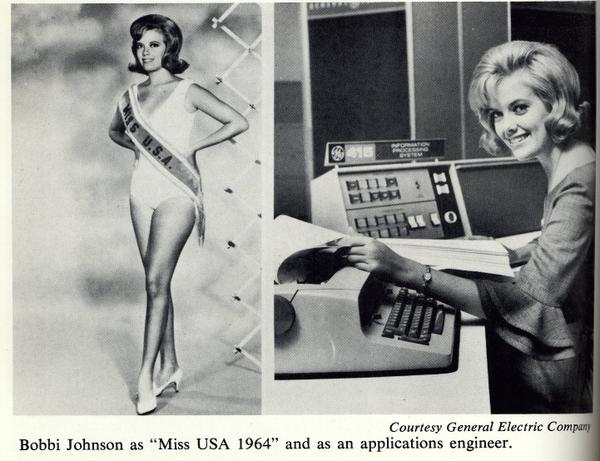 MISS U.S.A.
GE 415 INFORMATION
PROCESSING
SYSTEM
Courtesy General Electric Company
Bobbi Johnson as “Miss USA 1964” and as an applications engineer.